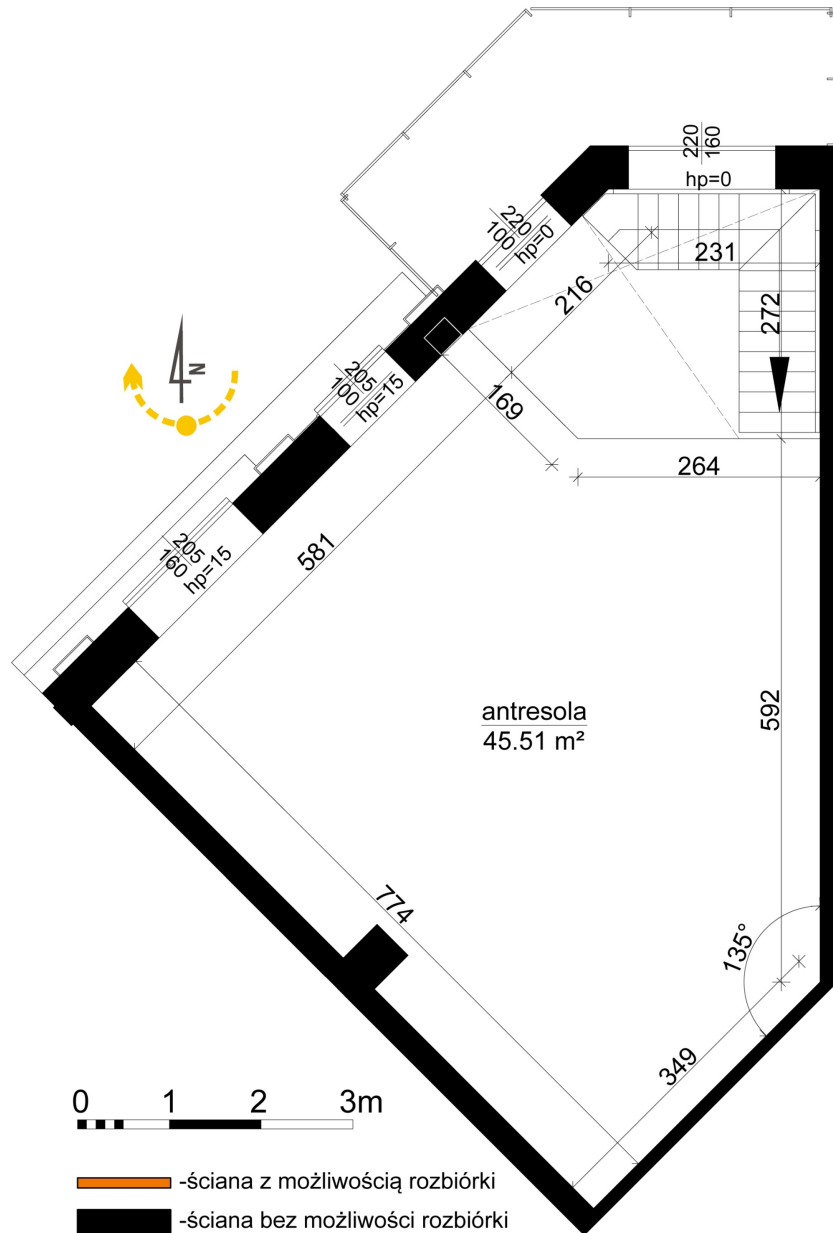 220
160
hp=0
220
100
hp=0
231
216
272
205
100
hp=15
169
264
N
581
205
160
hp=15
antresola
45.51 m²
592
774
135°
349
0 1 2 3m
-ściana z możliwością rozbiórki
-ściana bez możliwości rozbiórki